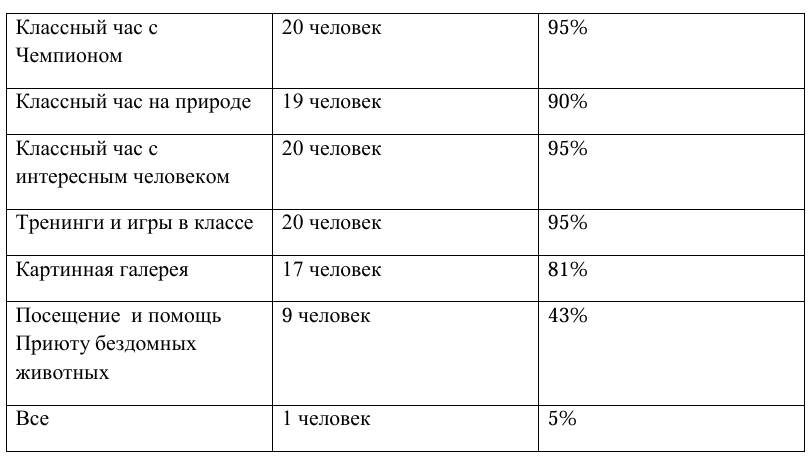 Классный час с 20 человек 95%
Чемпионом
Классный час на природе 19 человек 90%
Классный час с 20 человек 95%
интересным человеком
Тренинги и игры в классе 20 человек 95%
Картинная галерея 17 человек 81%
Посещение и помощь 9 человек 43%
Приюту бездомных
животных
Все 1 человек 5%